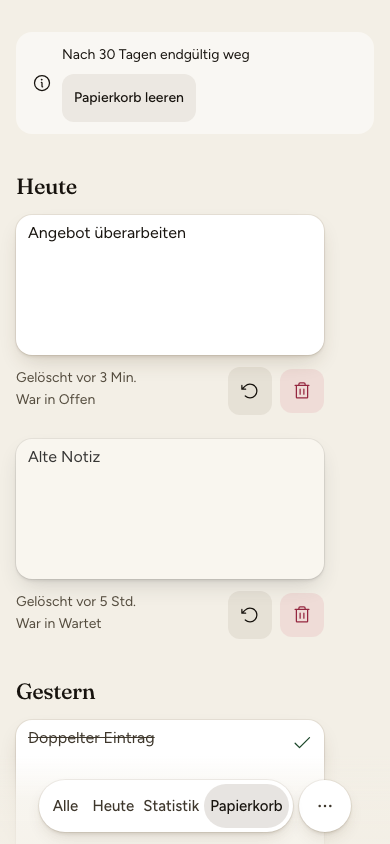 Nach 30 Tagen endgültig weg
Papierkorb leeren
Heute
Angebot überarbeiten
Gelöscht vor 3 Min.
War in Offen
Alte Notiz
Gelöscht vor 5 Std.
War in Wartet
Gestern
Doppelter Eintrag
Alle Heute Statistik Papierkorb